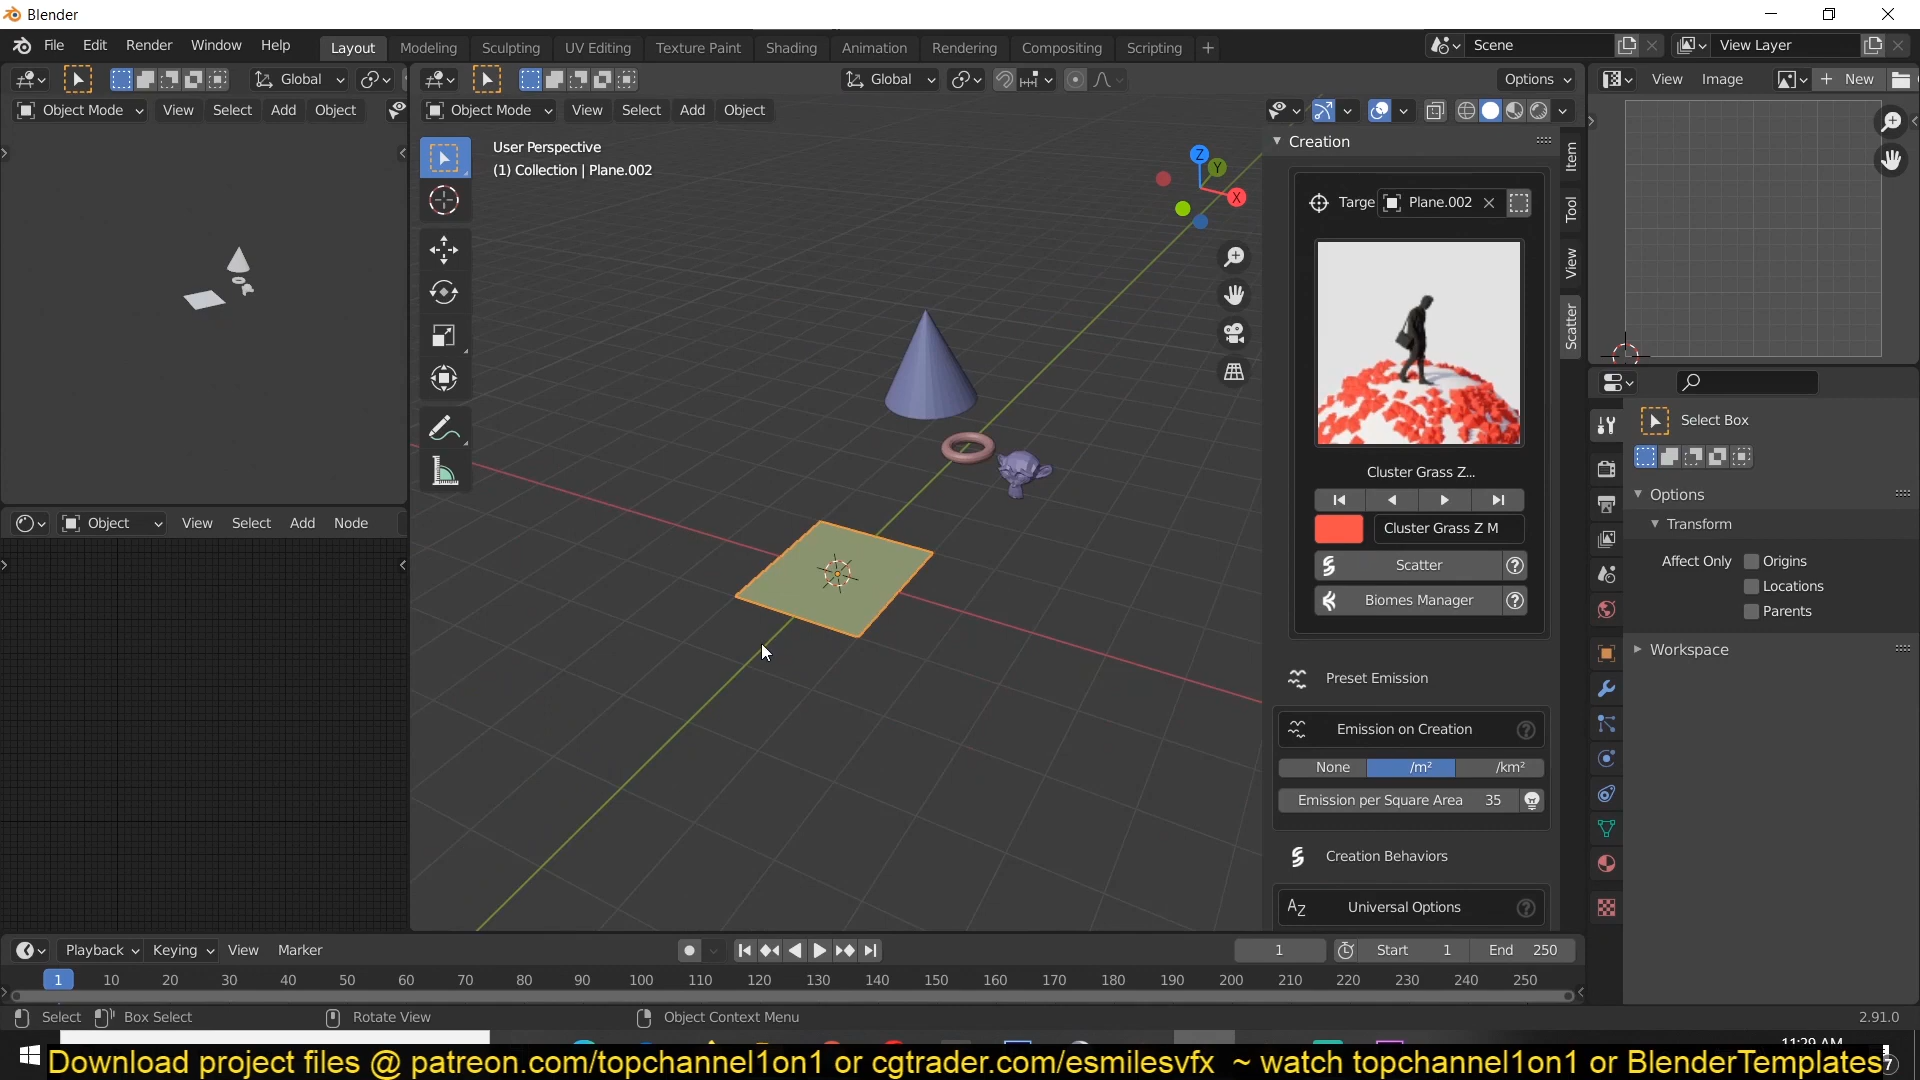 Blender
File Edit Render Window Help Layout Modeling Sculpting UV Editing Texture Paint Shading Animation Rendering Compositing Scripting + Scene View Layer
Global Global Options View Image New
Object Mode View Select Add Object Object Mode View Select Add Object
User Perspective
(1) Collection | Plane.002
Z Y X
Creation
Item
Tool
View
Scatter
Targe Plane.002
Cluster Grass Z...
Cluster Grass Z M
Scatter
Biomes Manager
Preset Emission
Emission on Creation
None /m² /km²
Emission per Square Area 35
Creation Behaviors
AZ Universal Options
Select Box
Options
Transform
Affect Only Origins
Locations
Parents
Workspace
Object View Select Add Node
Playback Keying View Marker 1 Start 1 End 250
1 10 20 30 40 50 60 70 80 90 100 110 120 130 140 150 160 170 180 190 200 210 220 230 240 250
Select Box Select Rotate View Object Context Menu 2.91.0
11:29 AM
Download project files @ patreon.com/topchannel1on1 or cgtrader.com/esmilesvfx ~ watch topchannel1on1 or BlenderTemplates
7